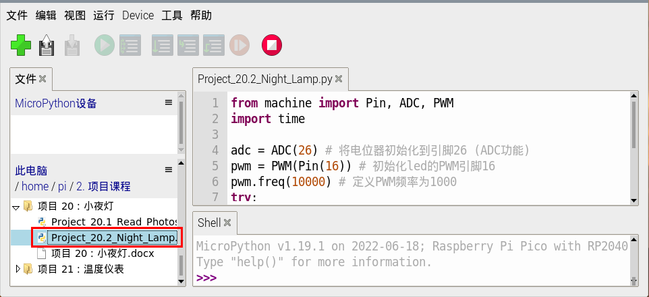 文件 编辑 视图 运行 Device 工具 帮助
文件
MicroPython设备
此电脑
/ home / pi / 2. 项目课程
项目 20：小夜灯
Project_20.1_Read_Photos
Project_20.2_Night_Lamp.
项目 20：小夜灯.docx
项目 21：温度仪表
Project_20.2_Night_Lamp.py
1 from machine import Pin, ADC, PWM
2 import time
3
4 adc = ADC(26) # 将电位器初始化到引脚26 (ADC功能)
5 pwm = PWM(Pin(16)) # 初始化led的PWM引脚16
6 pwm.freq(10000) # 定义PWM频率为1000
7 try:
Shell
MicroPython v1.19.1 on 2022-06-18; Raspberry Pi Pico with RP2040
Type "help()" for more information.
>>>